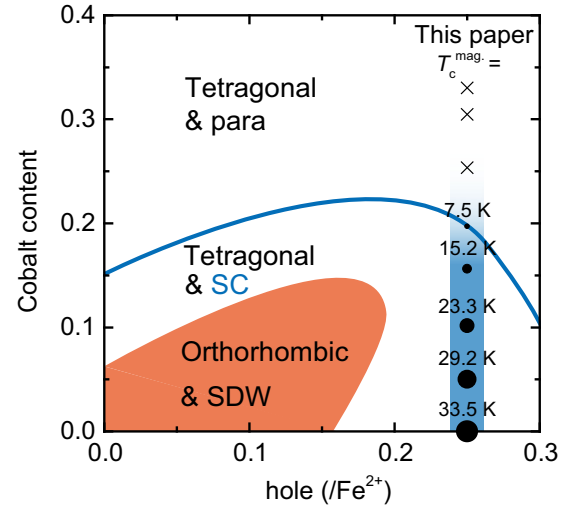 This paper
T_c^mag. =
Tetragonal
& para
7.5 K
15.2 K
23.3 K
29.2 K
33.5 K
Tetragonal
& SC
Orthorhombic
& SDW
0.4
0.3
0.2
0.1
0.0
Cobalt content
0.0
0.1
0.2
0.3
hole (/Fe²⁺)